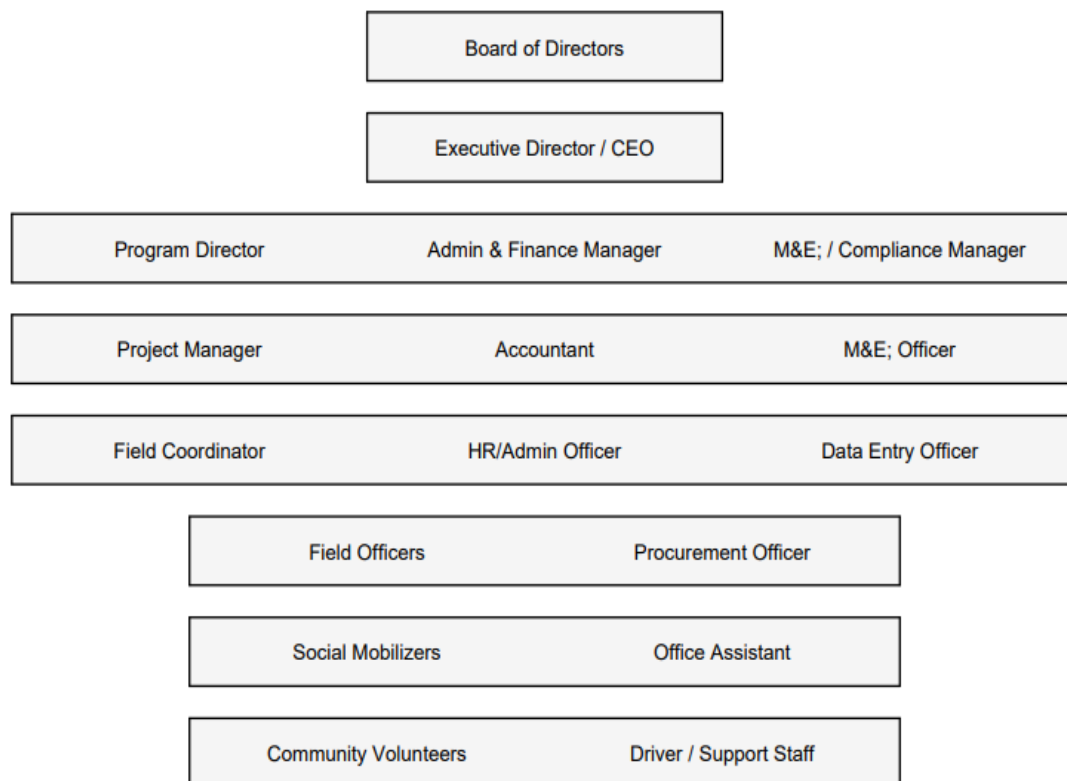 Board of Directors
Executive Director / CEO
Program Director Admin & Finance Manager M&E; / Compliance Manager
Project Manager Accountant M&E; Officer
Field Coordinator HR/Admin Officer Data Entry Officer
Field Officers Procurement Officer
Social Mobilizers Office Assistant
Community Volunteers Driver / Support Staff